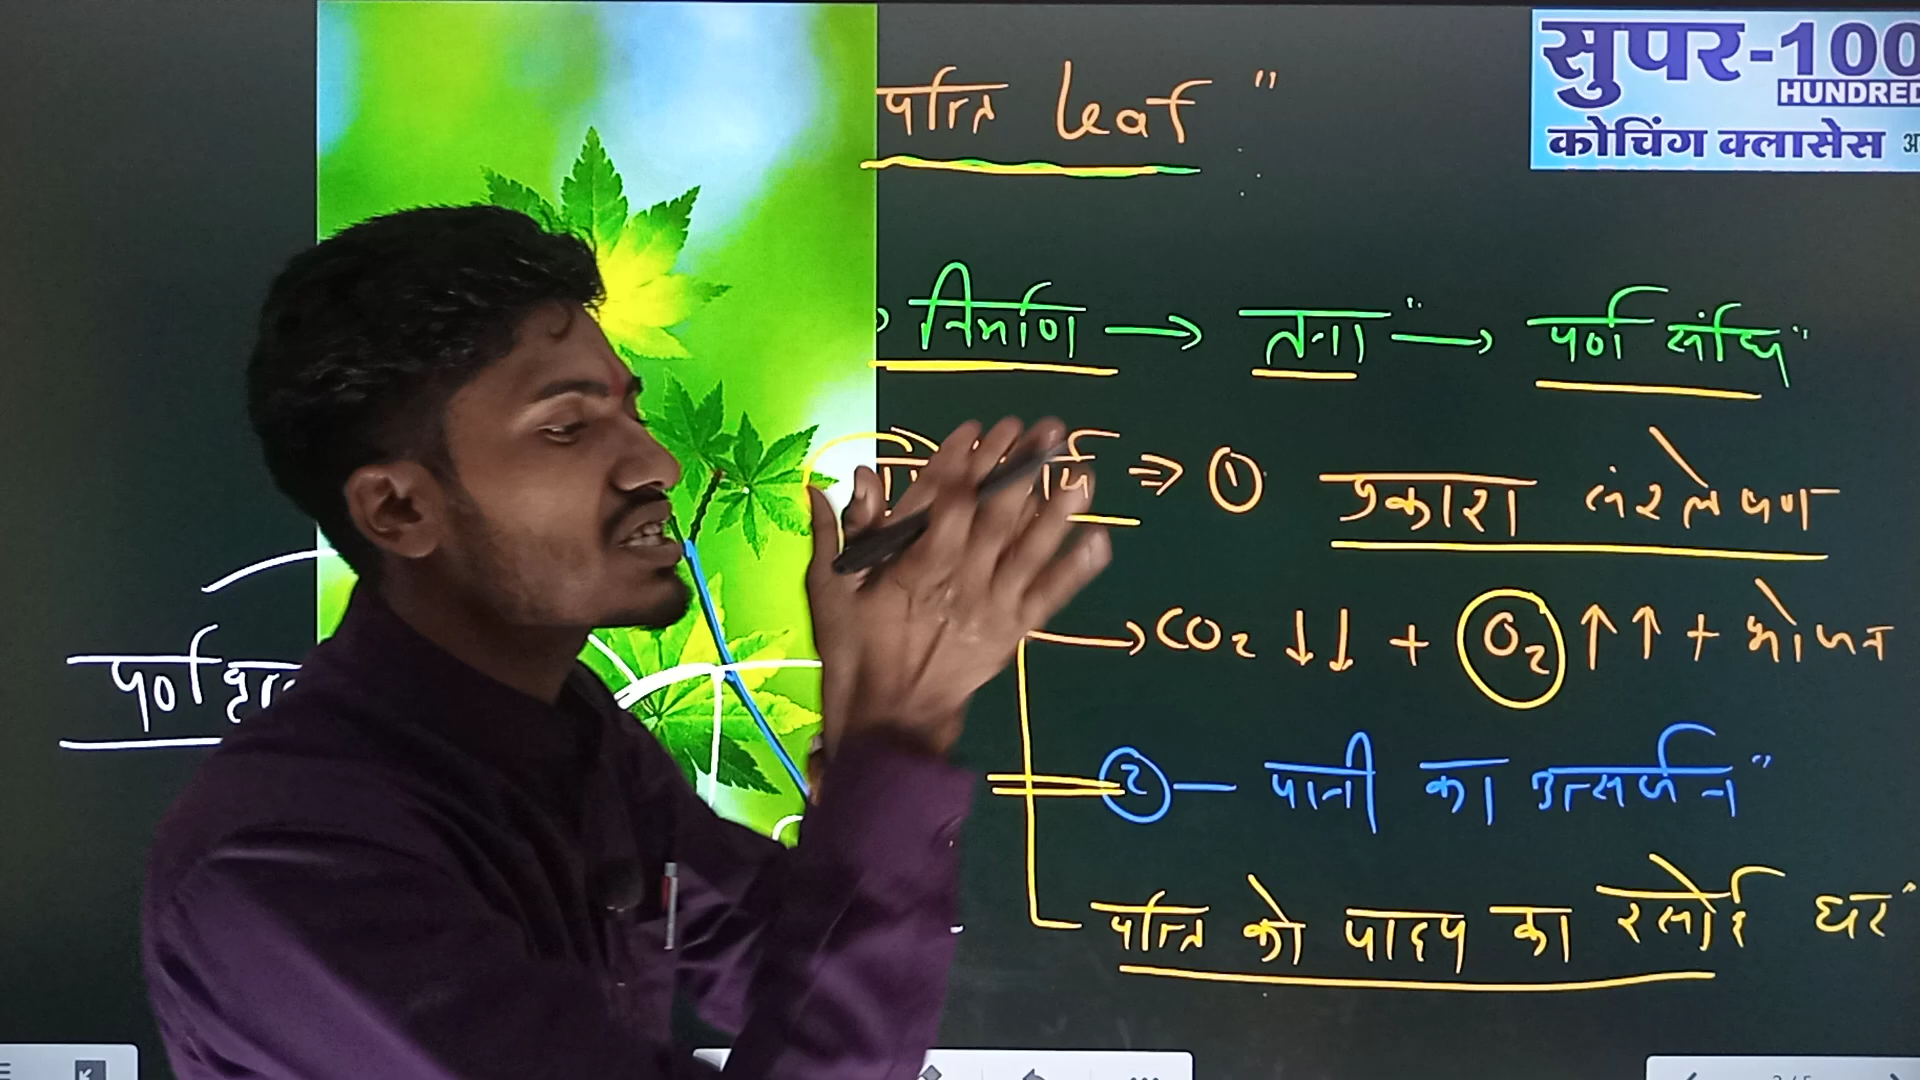 सुपर-100
HUNDRED
कोचिंग क्लासेस
पत्ति Leaf "
निर्माण → तना" → पर्ण संधि"
⇒ ① प्रकाश संश्लेषण
→ CO2 ↓↓ + O2 ↑↑ + भोजन
② — पानी का उत्सर्जन"
पत्ति को पादप का रसोई घर"